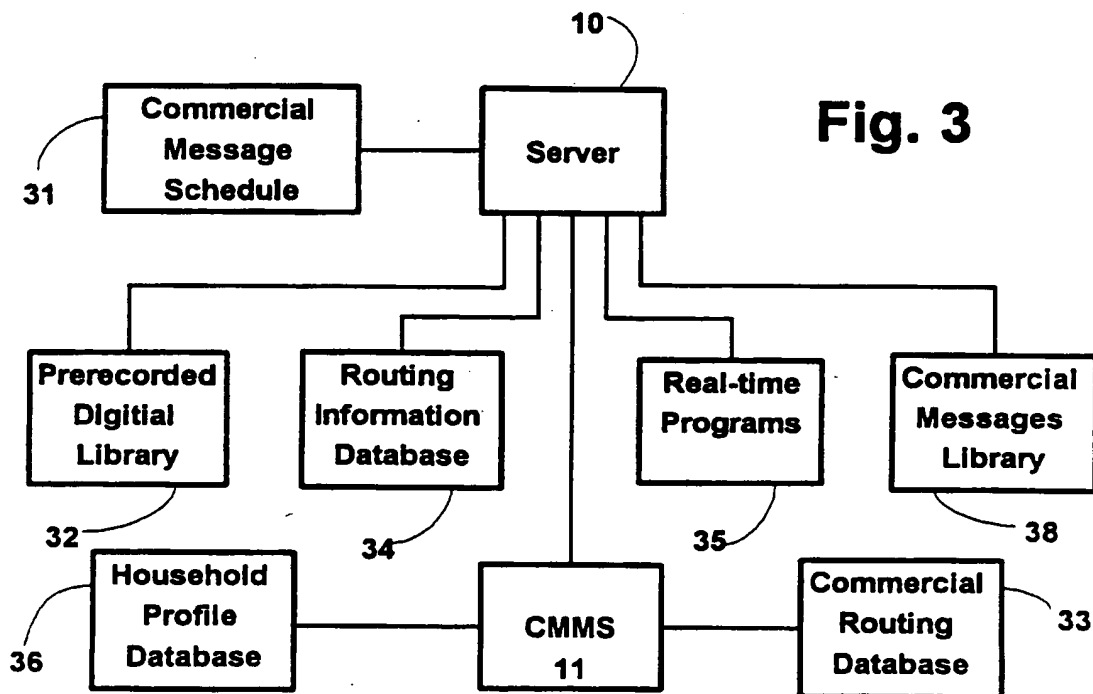 10
Commercial
Message
Schedule
31
Server
Fig. 3
Prerecorded
Digitial
Library
32
Routing
Information
Database
34
Real-time
Programs
35
Commercial
Messages
Library
38
Household
Profile
Database
36
CMMS
11
Commercial
Routing
Database
33